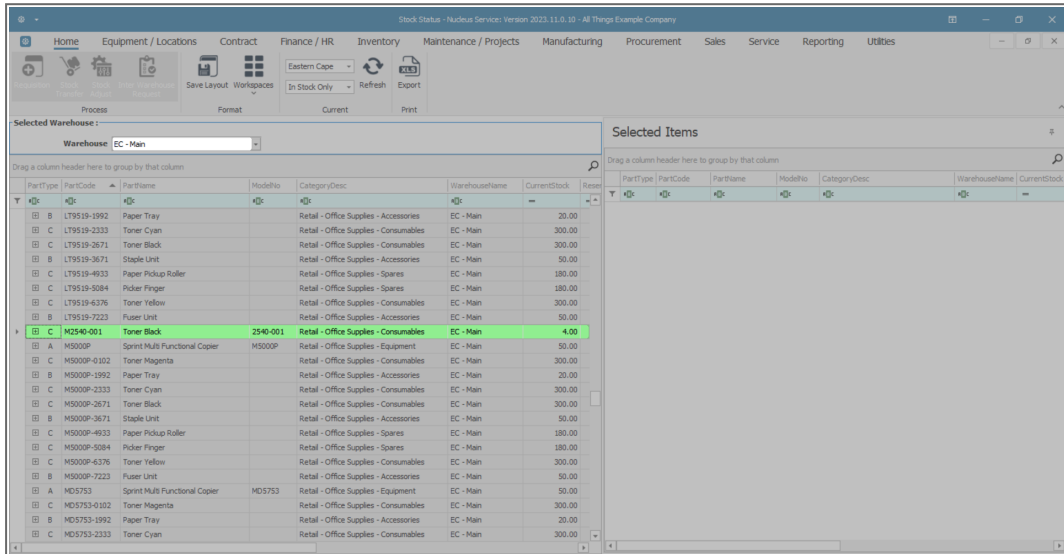 Stock Status - Nucleus Service: Version 2023.11.0.10 - All Things Example Company
Home Equipment / Locations Contract Finance / HR Inventory Maintenance / Projects Manufacturing Procurement Sales Service Reporting Utilities
Save Layout Workspaces Eastern Cape In Stock Only Refresh Export
Process Format Current Print
Selected Warehouse :
Warehouse EC - Main
Selected Items
Drag a column header here to group by that column
Drag a column header here to group by that column
PartType PartCode PartName ModelNo CategoryDesc WarehouseName CurrentStock
PartType PartCode PartName ModelNo CategoryDesc WarehouseName CurrentStock
B LT9519-1992 Paper Tray Retail - Office Supplies - Accessories EC - Main 20.00
C LT9519-2333 Toner Cyan Retail - Office Supplies - Consumables EC - Main 300.00
C LT9519-2671 Toner Black Retail - Office Supplies - Consumables EC - Main 300.00
B LT9519-3671 Staple Unit Retail - Office Supplies - Accessories EC - Main 50.00
C LT9519-4933 Paper Pickup Roller Retail - Office Supplies - Spares EC - Main 180.00
C LT9519-5084 Picker Finger Retail - Office Supplies - Spares EC - Main 180.00
C LT9519-6376 Toner Yellow Retail - Office Supplies - Consumables EC - Main 300.00
B LT9519-7223 Fuser Unit Retail - Office Supplies - Accessories EC - Main 50.00
C M2540-001 Toner Black 2540-001 Retail - Office Supplies - Consumables EC - Main 4.00
A M5000P Sprint Multi Functional Copier M5000P Retail - Office Supplies - Equipment EC - Main 50.00
C M5000P-0102 Toner Magenta Retail - Office Supplies - Consumables EC - Main 300.00
B M5000P-1992 Paper Tray Retail - Office Supplies - Accessories EC - Main 20.00
C M5000P-2333 Toner Cyan Retail - Office Supplies - Consumables EC - Main 300.00
C M5000P-2671 Toner Black Retail - Office Supplies - Consumables EC - Main 300.00
B M5000P-3671 Staple Unit Retail - Office Supplies - Accessories EC - Main 50.00
C M5000P-4933 Paper Pickup Roller Retail - Office Supplies - Spares EC - Main 180.00
C M5000P-5084 Picker Finger Retail - Office Supplies - Spares EC - Main 180.00
C M5000P-6376 Toner Yellow Retail - Office Supplies - Consumables EC - Main 300.00
B M5000P-7223 Fuser Unit Retail - Office Supplies - Accessories EC - Main 50.00
A MD5753 Sprint Multi Functional Copier MD5753 Retail - Office Supplies - Equipment EC - Main 50.00
C MD5753-0102 Toner Magenta Retail - Office Supplies - Consumables EC - Main 300.00
B MD5753-1992 Paper Tray Retail - Office Supplies - Accessories EC - Main 20.00
C MD5753-2333 Toner Cyan Retail - Office Supplies - Consumables EC - Main 300.00